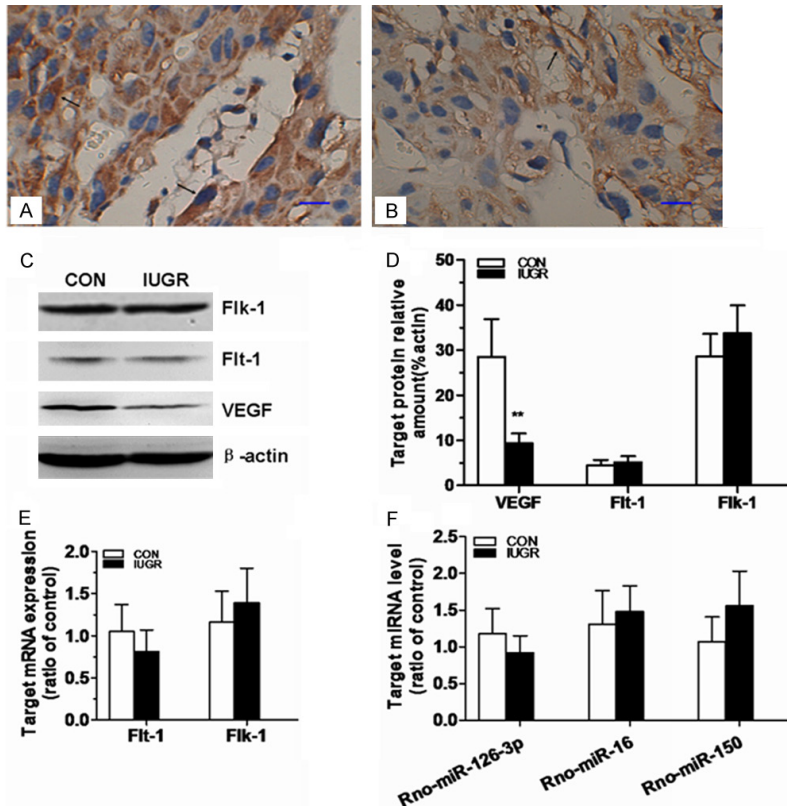 A
B
C
CON IUGR
Flk-1
Flt-1
VEGF
β-actin
D
Target protein relative
amount(% actin)
50
40
30
20
10
0
CON
IUGR
**
VEGF Flt-1 Flk-1
E
Target mRNA expression
(ratio of control)
2.0
1.5
1.0
0.5
0.0
CON
IUGR
Flt-1 Flk-1
F
Target miRNA level
(ratio of control)
2.5
2.0
1.5
1.0
0.5
0.0
CON
IUGR
Rno-miR-126-3p
Rno-miR-16
Rno-miR-150